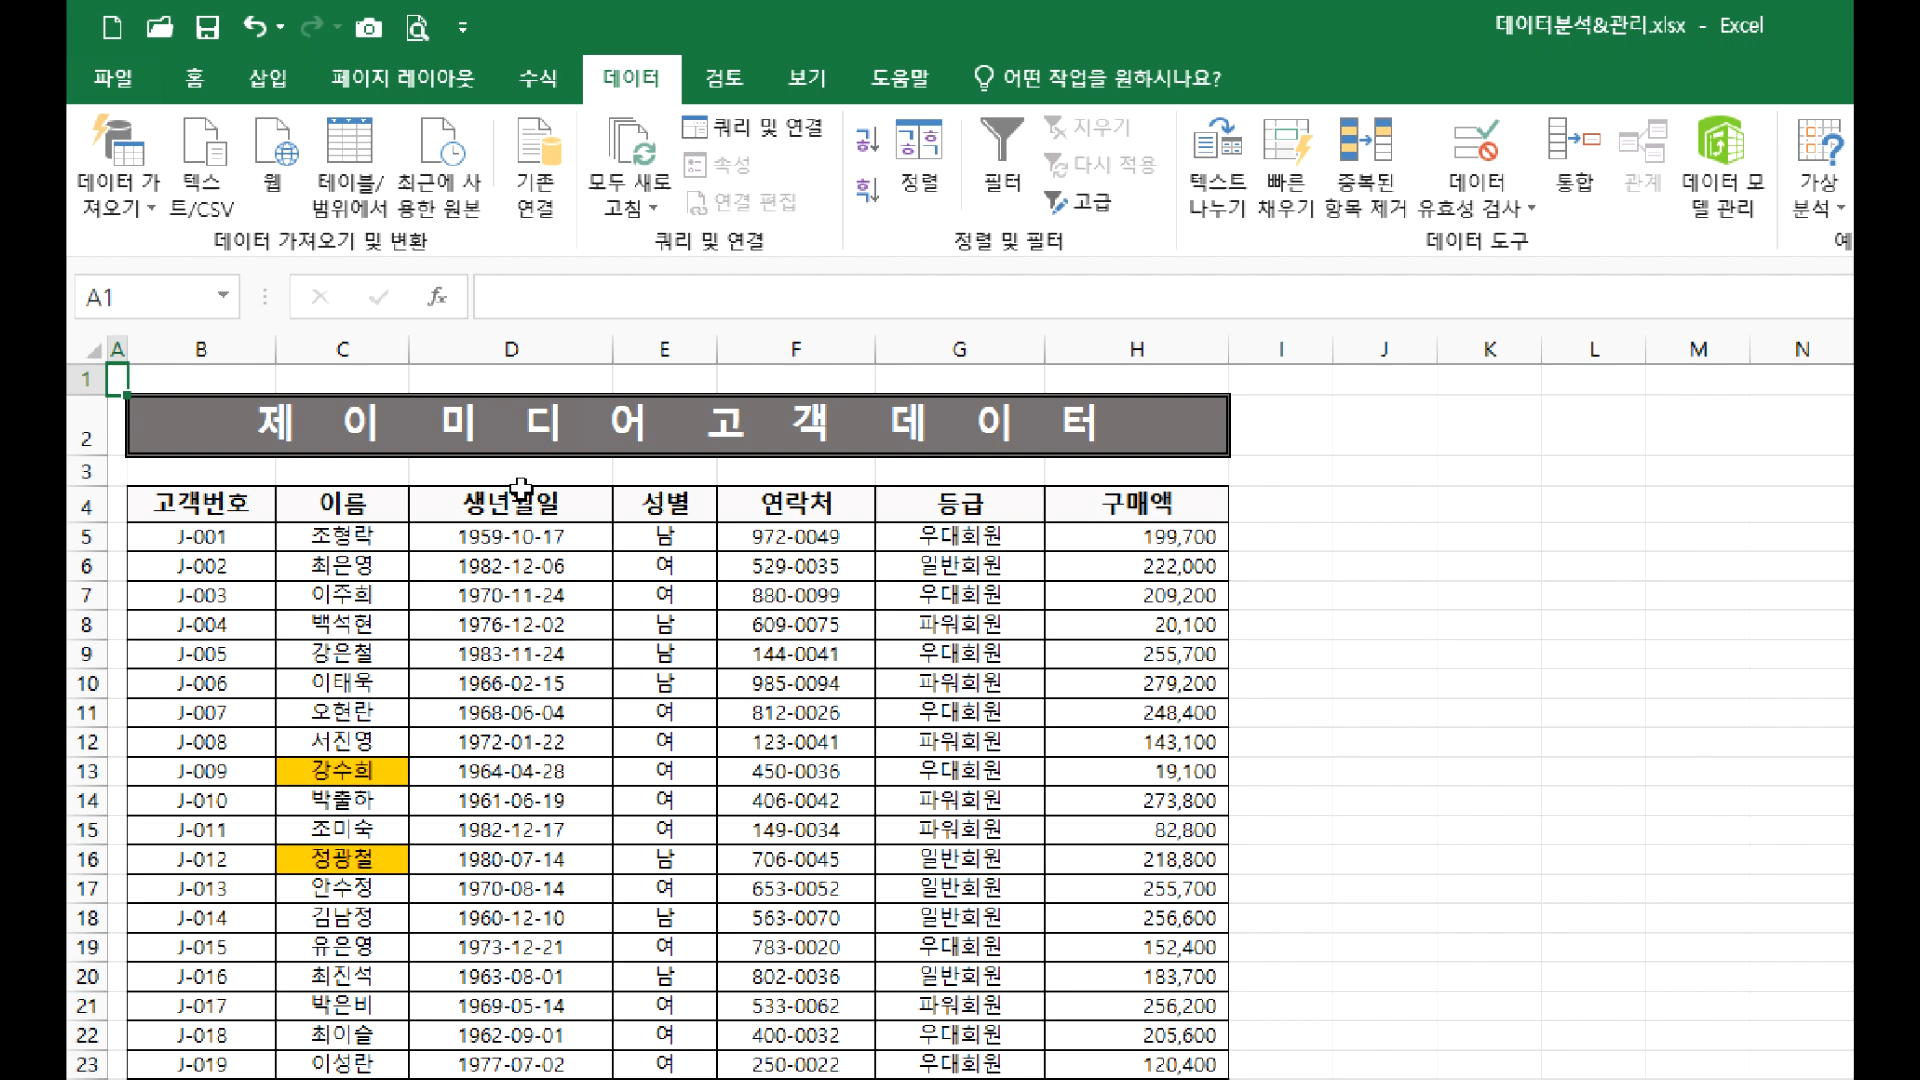 데이터분석&관리.xlsx - Excel
파일 홈 삽입 페이지 레이아웃 수식 데이터 검토 보기 도움말 어떤 작업을 원하시나요?
데이터 가져오기
텍스트/CSV
웹
테이블/범위에서
최근에 사용한 원본
기존 연결
데이터 가져오기 및 변환
모두 새로 고침
쿼리 및 연결
속성
연결 편집
쿼리 및 연결
정렬
필터
지우기
다시 적용
고급
정렬 및 필터
텍스트 나누기
빠른 채우기
중복된 항목 제거
데이터 유효성 검사
통합
관계
데이터 모델 관리
데이터 도구
가상 분석
예
A1 fx
A B C D E F G H I J K L M N
1
2 제이미디어고객데이터
3
4 고객번호 이름 생년월일 성별 연락처 등급 구매액
5 J-001 조형락 1959-10-17 남 972-0049 우대회원 199,700
6 J-002 최은영 1982-12-06 여 529-0035 일반회원 222,000
7 J-003 이주희 1970-11-24 여 880-0099 우대회원 209,200
8 J-004 백석현 1976-12-02 남 609-0075 파워회원 20,100
9 J-005 강은철 1983-11-24 남 144-0041 우대회원 255,700
10 J-006 이태욱 1966-02-15 남 985-0094 파워회원 279,200
11 J-007 오현란 1968-06-04 여 812-0026 우대회원 248,400
12 J-008 서진영 1972-01-22 여 123-0041 파워회원 143,100
13 J-009 강수희 1964-04-28 여 450-0036 우대회원 19,100
14 J-010 박출하 1961-06-19 여 406-0042 파워회원 273,800
15 J-011 조미숙 1982-12-17 여 149-0034 파워회원 82,800
16 J-012 정광철 1980-07-14 남 706-0045 일반회원 218,800
17 J-013 안수정 1970-08-14 여 653-0052 일반회원 255,700
18 J-014 김남정 1960-12-10 남 563-0070 일반회원 256,600
19 J-015 유은영 1973-12-21 여 783-0020 우대회원 152,400
20 J-016 최진석 1963-08-01 남 802-0036 일반회원 183,700
21 J-017 박은비 1969-05-14 여 533-0062 파워회원 256,200
22 J-018 최이슬 1962-09-01 여 400-0032 우대회원 205,600
23 J-019 이성란 1977-07-02 여 250-0022 우대회원 120,400